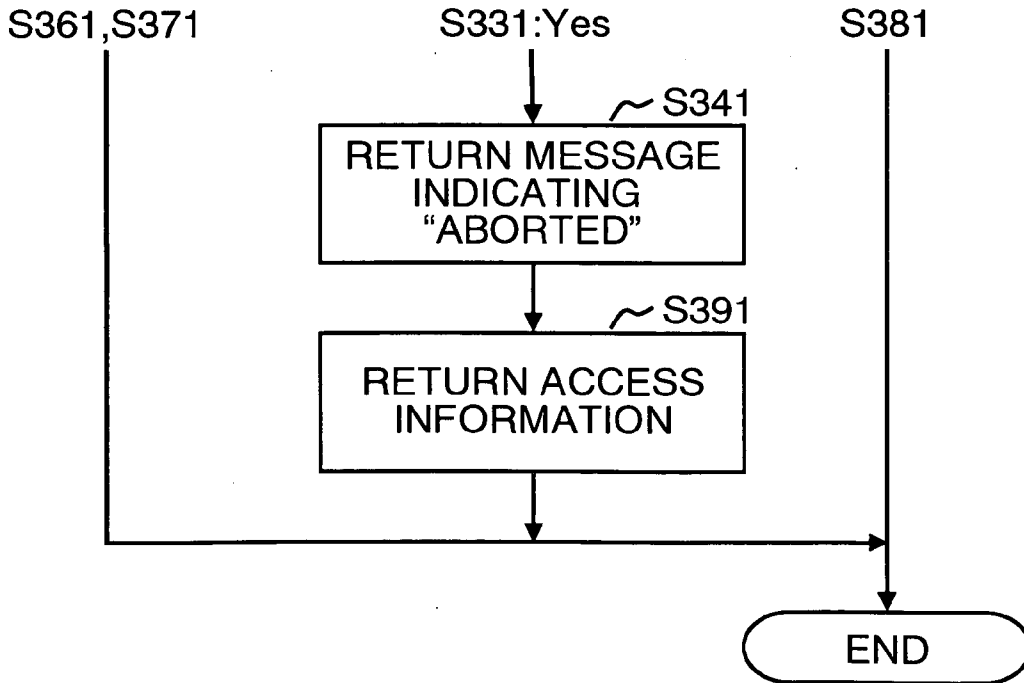 S361,S371
S331:Yes
S381
S341
RETURN MESSAGE
INDICATING
“ABORTED”
S391
RETURN ACCESS
INFORMATION
END